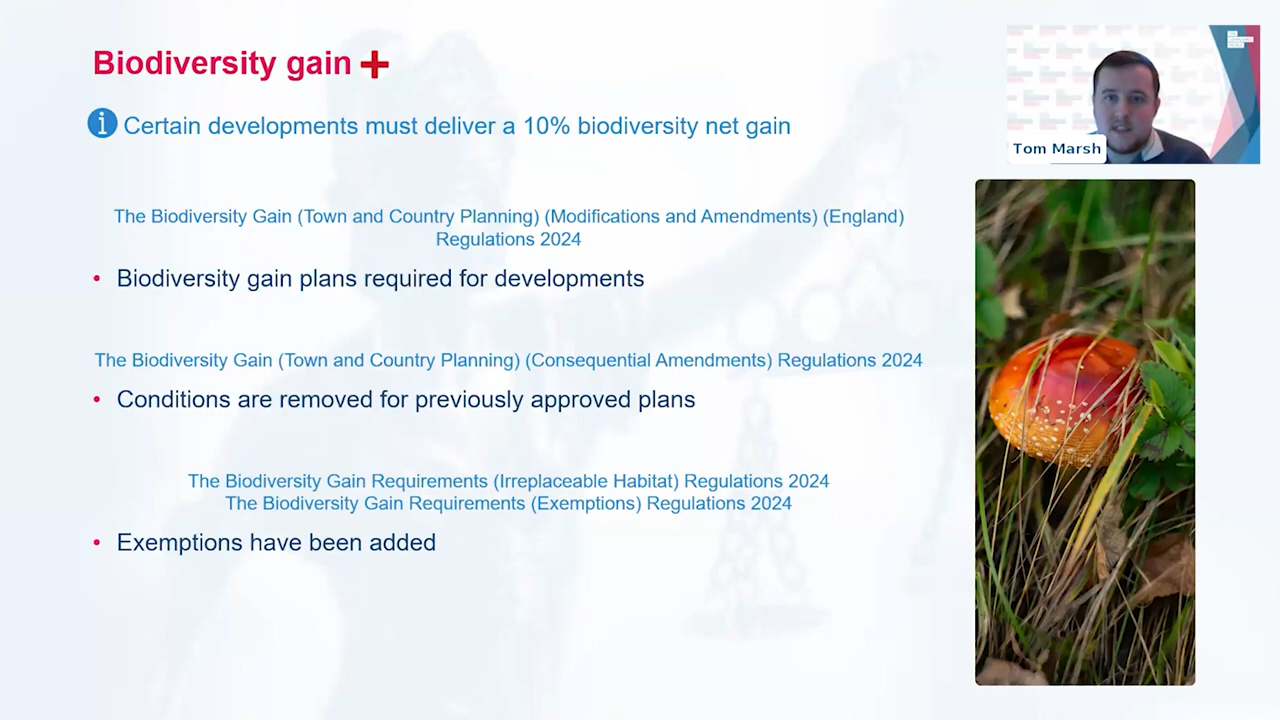 Biodiversity gain
Certain developments must deliver a 10% biodiversity net gain
Tom Marsh
The Biodiversity Gain (Town and Country Planning) (Modifications and Amendments) (England)
Regulations 2024
• Biodiversity gain plans required for developments
The Biodiversity Gain (Town and Country Planning) (Consequential Amendments) Regulations 2024
• Conditions are removed for previously approved plans
The Biodiversity Gain Requirements (Irreplaceable Habitat) Regulations 2024
The Biodiversity Gain Requirements (Exemptions) Regulations 2024
• Exemptions have been added